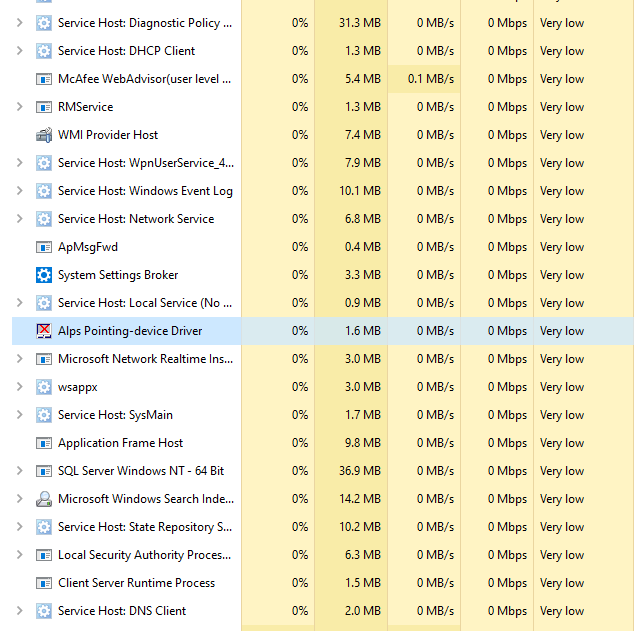 Service Host: Diagnostic Policy ... 0% 31.3 MB 0 MB/s 0 Mbps Very low
Service Host: DHCP Client 0% 1.3 MB 0 MB/s 0 Mbps Very low
McAfee WebAdvisor(user level ... 0% 5.4 MB 0.1 MB/s 0 Mbps Very low
RMService 0% 1.3 MB 0 MB/s 0 Mbps Very low
WMI Provider Host 0% 7.4 MB 0 MB/s 0 Mbps Very low
Service Host: WpnUserService_4... 0% 7.9 MB 0 MB/s 0 Mbps Very low
Service Host: Windows Event Log 0% 10.1 MB 0 MB/s 0 Mbps Very low
Service Host: Network Service 0% 6.8 MB 0 MB/s 0 Mbps Very low
ApMsgFwd 0% 0.4 MB 0 MB/s 0 Mbps Very low
System Settings Broker 0% 3.3 MB 0 MB/s 0 Mbps Very low
Service Host: Local Service (No ... 0% 0.9 MB 0 MB/s 0 Mbps Very low
Alps Pointing-device Driver 0% 1.6 MB 0 MB/s 0 Mbps Very low
Microsoft Network Realtime Ins... 0% 3.0 MB 0 MB/s 0 Mbps Very low
wsappx 0% 3.0 MB 0 MB/s 0 Mbps Very low
Service Host: SysMain 0% 1.7 MB 0 MB/s 0 Mbps Very low
Application Frame Host 0% 9.8 MB 0 MB/s 0 Mbps Very low
SQL Server Windows NT - 64 Bit 0% 36.9 MB 0 MB/s 0 Mbps Very low
Microsoft Windows Search Inde... 0% 14.2 MB 0 MB/s 0 Mbps Very low
Service Host: State Repository S... 0% 10.2 MB 0 MB/s 0 Mbps Very low
Local Security Authority Proces... 0% 6.3 MB 0 MB/s 0 Mbps Very low
Client Server Runtime Process 0% 1.5 MB 0 MB/s 0 Mbps Very low
Service Host: DNS Client 0% 2.0 MB 0 MB/s 0 Mbps Very low